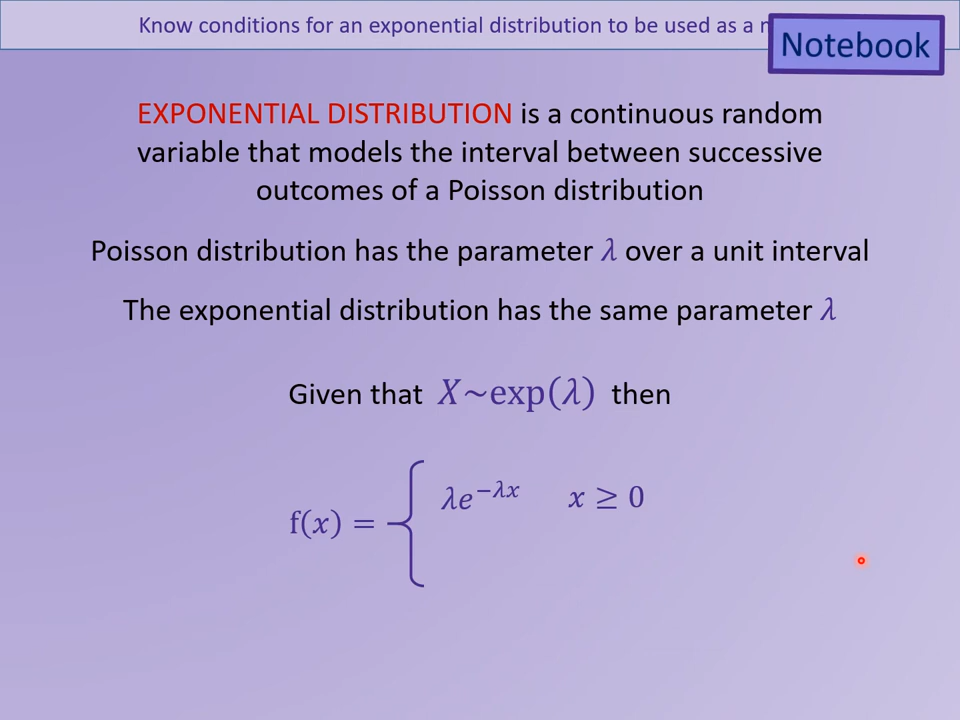 Know conditions for an exponential distribution to be used as a
Notebook
EXPONENTIAL DISTRIBUTION is a continuous random
variable that models the interval between successive
outcomes of a Poisson distribution
Poisson distribution has the parameter λ over a unit interval
The exponential distribution has the same parameter λ
Given that X~exp(λ) then
f(x) = { λe^{−λx} x ≥ 0